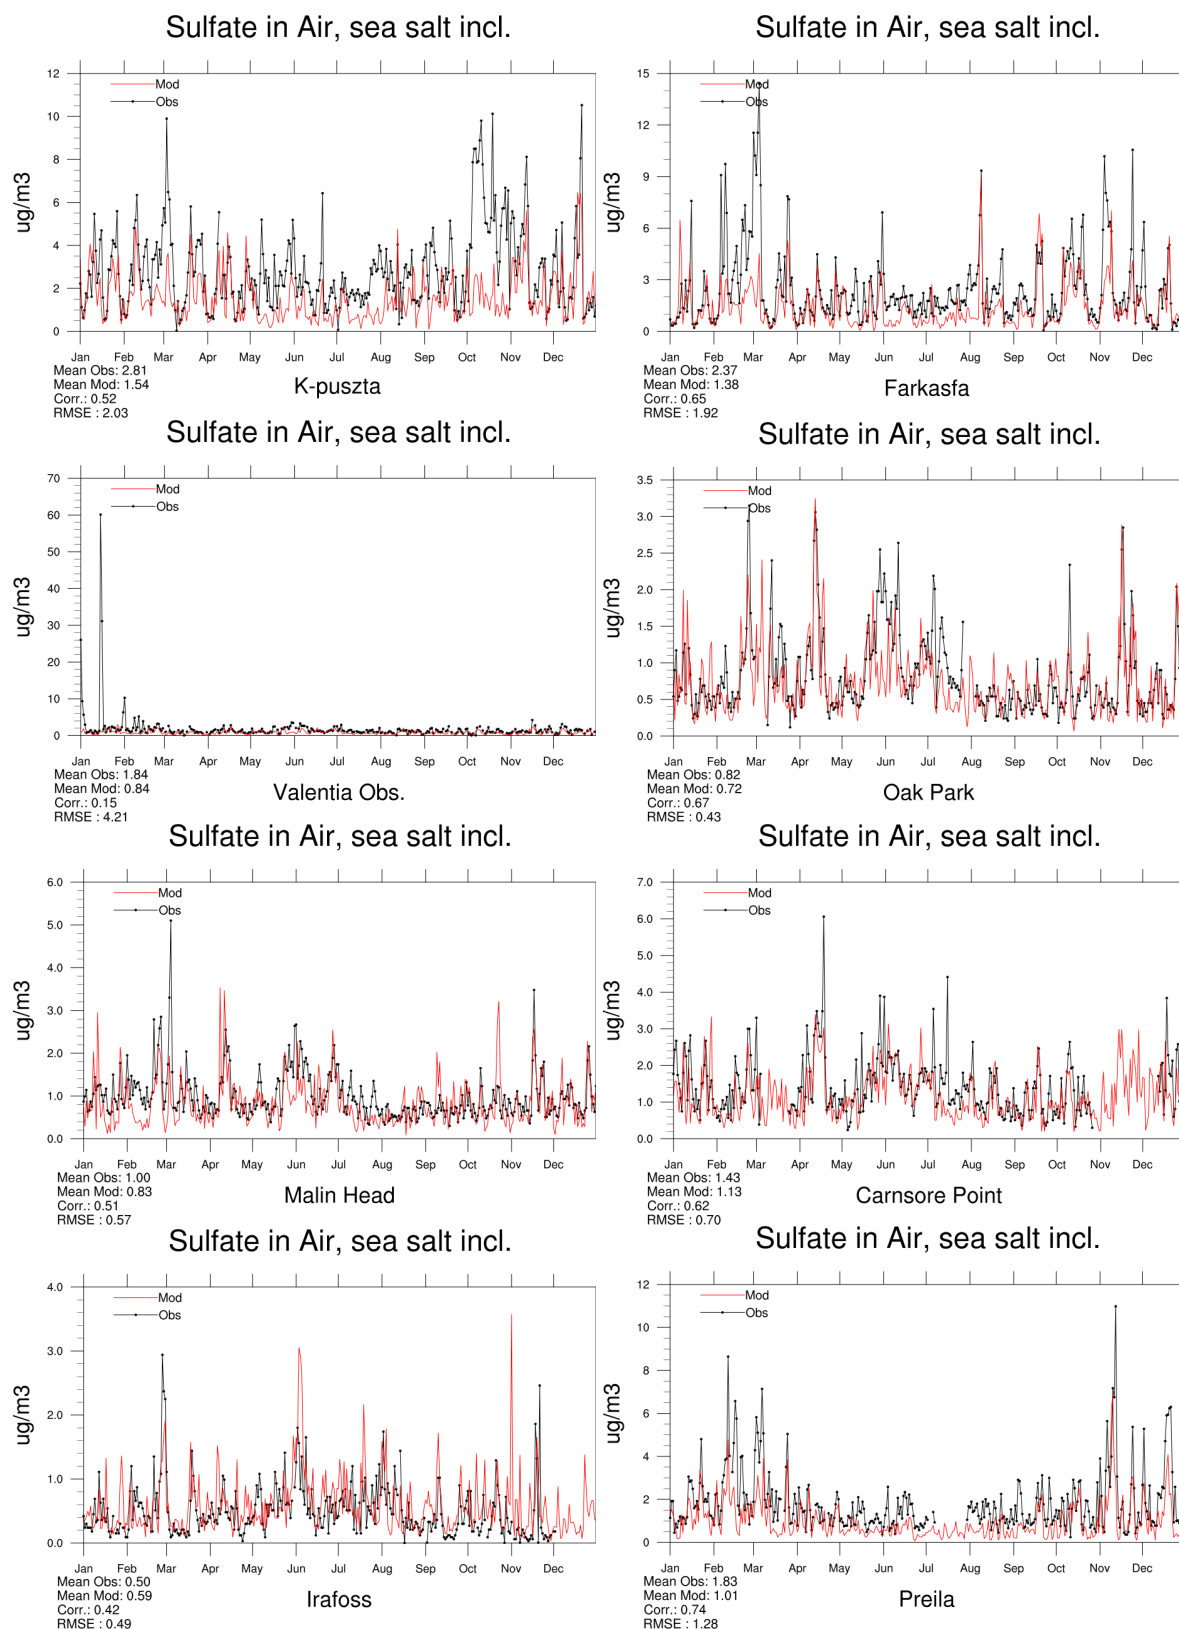 Sulfate in Air, sea salt incl.
12
10
8
6
4
2
0
ug/m3
Mod
Obs
Jan Feb Mar Apr May Jun Jul Aug Sep Oct Nov Dec
Mean Obs: 2.81
Mean Mod: 1.54
Corr.: 0.52
RMSE : 2.03
K-puszta
Sulfate in Air, sea salt incl.
15
12
9
6
3
0
ug/m3
Mod
Obs
Jan Feb Mar Apr May Jun Jul Aug Sep Oct Nov Dec
Mean Obs: 2.37
Mean Mod: 1.38
Corr.: 0.65
RMSE : 1.92
Farkasfa
Sulfate in Air, sea salt incl.
70
60
50
40
30
20
10
0
ug/m3
Mod
Obs
Jan Feb Mar Apr May Jun Jul Aug Sep Oct Nov Dec
Mean Obs: 1.84
Mean Mod: 0.84
Corr.: 0.15
RMSE : 4.21
Valentia Obs.
Sulfate in Air, sea salt incl.
3.5
3.0
2.5
2.0
1.5
1.0
0.5
0.0
ug/m3
Mod
Obs
Jan Feb Mar Apr May Jun Jul Aug Sep Oct Nov Dec
Mean Obs: 0.82
Mean Mod: 0.72
Corr.: 0.67
RMSE : 0.43
Oak Park
Sulfate in Air, sea salt incl.
6.0
5.0
4.0
3.0
2.0
1.0
0.0
ug/m3
Mod
Obs
Jan Feb Mar Apr May Jun Jul Aug Sep Oct Nov Dec
Mean Obs: 1.00
Mean Mod: 0.83
Corr.: 0.51
RMSE : 0.57
Malin Head
Sulfate in Air, sea salt incl.
7.0
6.0
5.0
4.0
3.0
2.0
1.0
0.0
ug/m3
Mod
Obs
Jan Feb Mar Apr May Jun Jul Aug Sep Oct Nov Dec
Mean Obs: 1.43
Mean Mod: 1.13
Corr.: 0.62
RMSE : 0.70
Carnsore Point
Sulfate in Air, sea salt incl.
4.0
3.0
2.0
1.0
0.0
ug/m3
Mod
Obs
Jan Feb Mar Apr May Jun Jul Aug Sep Oct Nov Dec
Mean Obs: 0.50
Mean Mod: 0.59
Corr.: 0.42
RMSE : 0.49
Irafoss
Sulfate in Air, sea salt incl.
12
10
8
6
4
2
0
ug/m3
Mod
Obs
Jan Feb Mar Apr May Jun Jul Aug Sep Oct Nov Dec
Mean Obs: 1.83
Mean Mod: 1.01
Corr.: 0.74
RMSE : 1.28
Preila